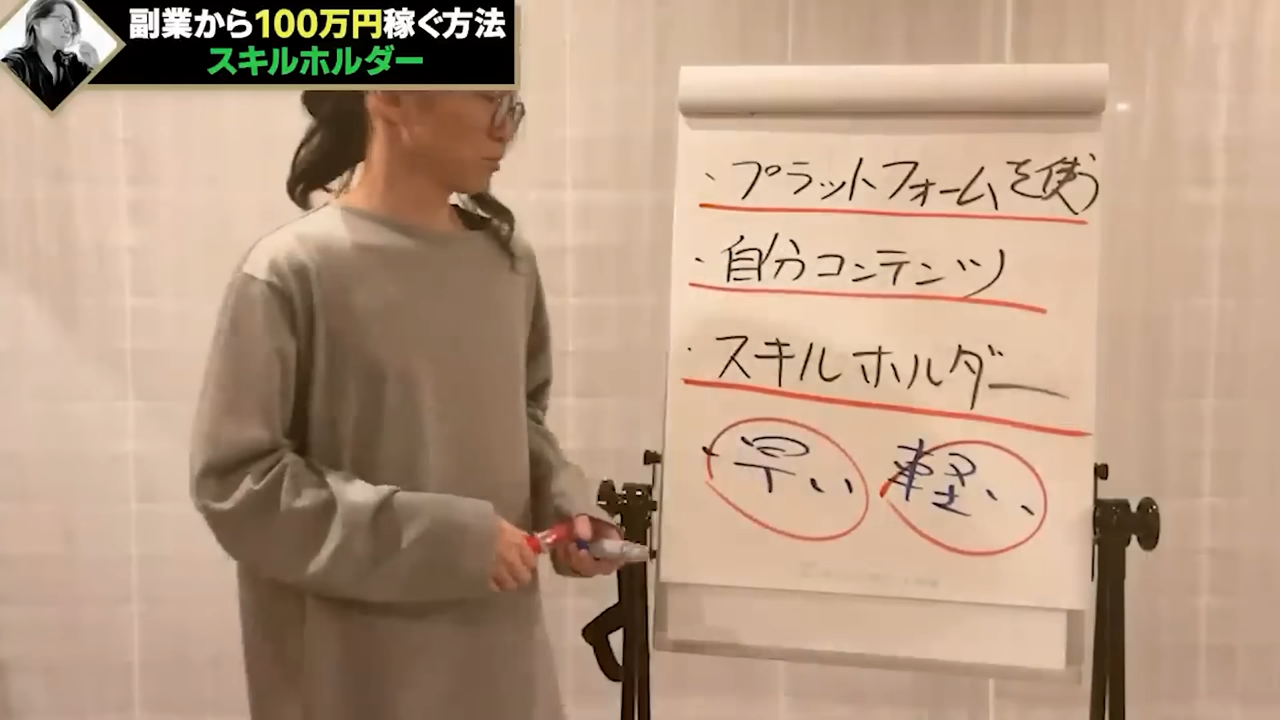 副業から100万円稼ぐ方法
スキルホルダー
・プラットフォームを使う
・自分コンテンツ
・スキルホルダー
・早い 軽い